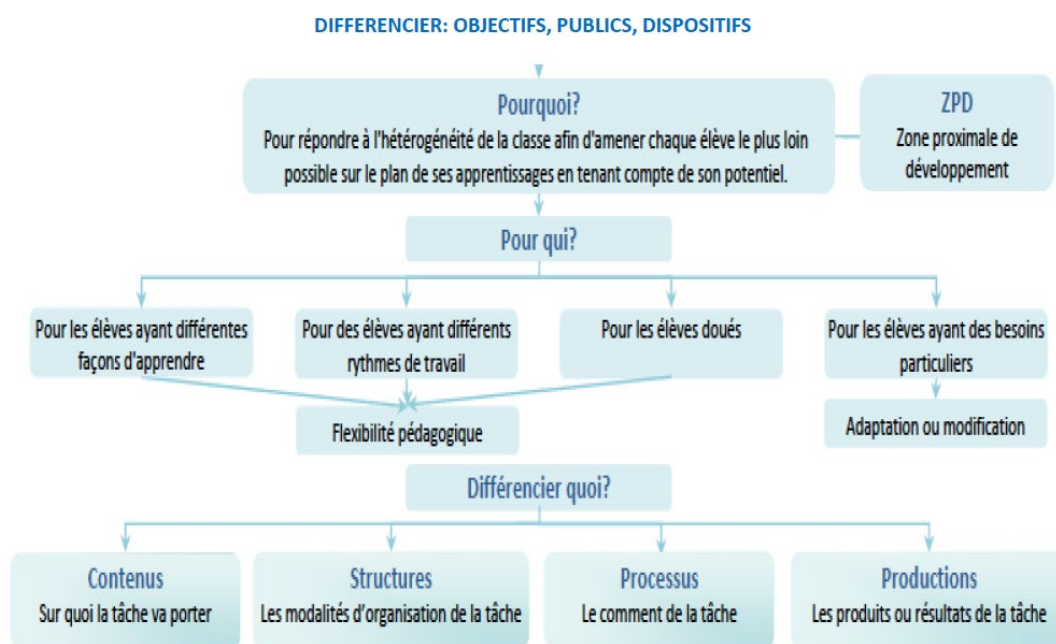 DIFFERENCIER: OBJECTIFS, PUBLICS, DISPOSITIFS
Pourquoi?
Pour répondre à l'hétérogénéité de la classe afin d'amener chaque élève le plus loin
possible sur le plan de ses apprentissages en tenant compte de son potentiel.
ZPD
Zone proximale de
développement
Pour qui?
Pour les élèves ayant différentes
façons d'apprendre
Pour des élèves ayant différents
rythmes de travail
Pour les élèves doués
Pour les élèves ayant des besoins
particuliers
Flexibilité pédagogique
Adaptation ou modification
Différencier quoi?
Contenus
Sur quoi la tâche va porter
Structures
Les modalités d'organisation de la tâche
Processus
Le comment de la tâche
Productions
Les produits ou résultats de la tâche